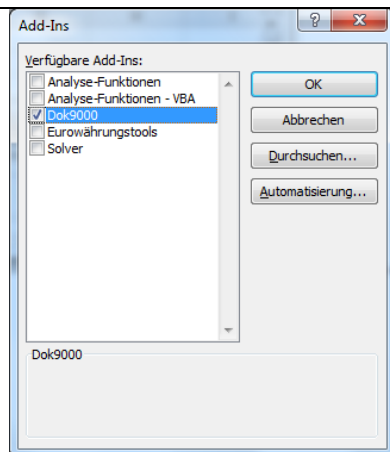 Add-Ins
Verfügbare Add-Ins:
Analyse-Funktionen
Analyse-Funktionen - VBA
Dok9000
Eurowährungstools
Solver
OK
Abbrechen
Durchsuchen...
Automatisierung...
Dok9000